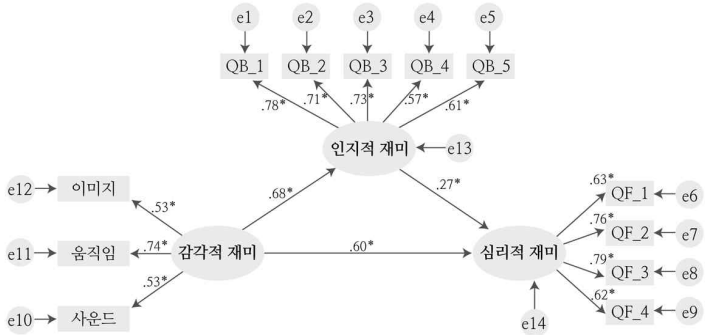 e1 e2 e3 e4 e5
QB_1 QB_2 QB_3 QB_4 QB_5
.78* .71* .73* .57* .61*
인지적 재미 e13
e12 이미지 .53* .68* .27* .63* QF_1 e6
.76* QF_2 e7
e11 움직임 .74* 감각적 재미 .60* 심리적 재미
.79* QF_3 e8
.53* .62* QF_4 e9
e10 사운드 e14